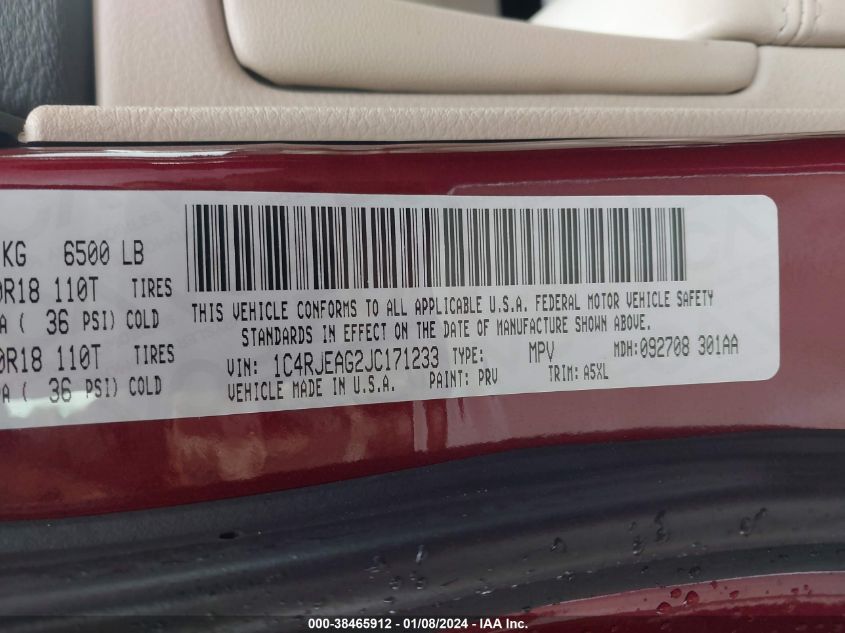 KG 6500 LB
0R18 110T TIRES
A ( 36 PSI) COLD
0R18 110T TIRES
A ( 36 PSI) COLD
THIS VEHICLE CONFORMS TO ALL APPLICABLE U.S.A. FEDERAL MOTOR VEHICLE SAFETY
STANDARDS IN EFFECT ON THE DATE OF MANUFACTURE SHOWN ABOVE.
VIN: 1C4RJEAG2JC171233 TYPE: MPV MDH:092708 301AA
VEHICLE MADE IN U.S.A. PAINT: PRV TRIM: A5XL
000-38465912 - 01/08/2024 - © IAA Inc.